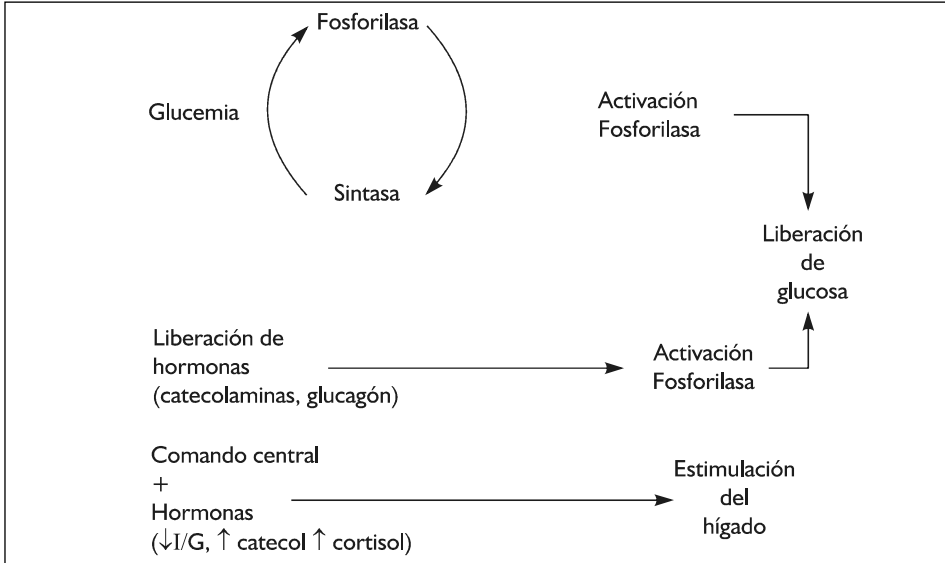 Fosforilasa
Glucemia
Sintasa
Activación
Fosforilasa
Liberación
de
glucosa
Liberación de
hormonas
(catecolaminas, glucagón)
Activación
Fosforilasa
Comando central
+
Hormonas
(↓I/G, ↑ catecol ↑ cortisol)
Estimulación
del
hígado